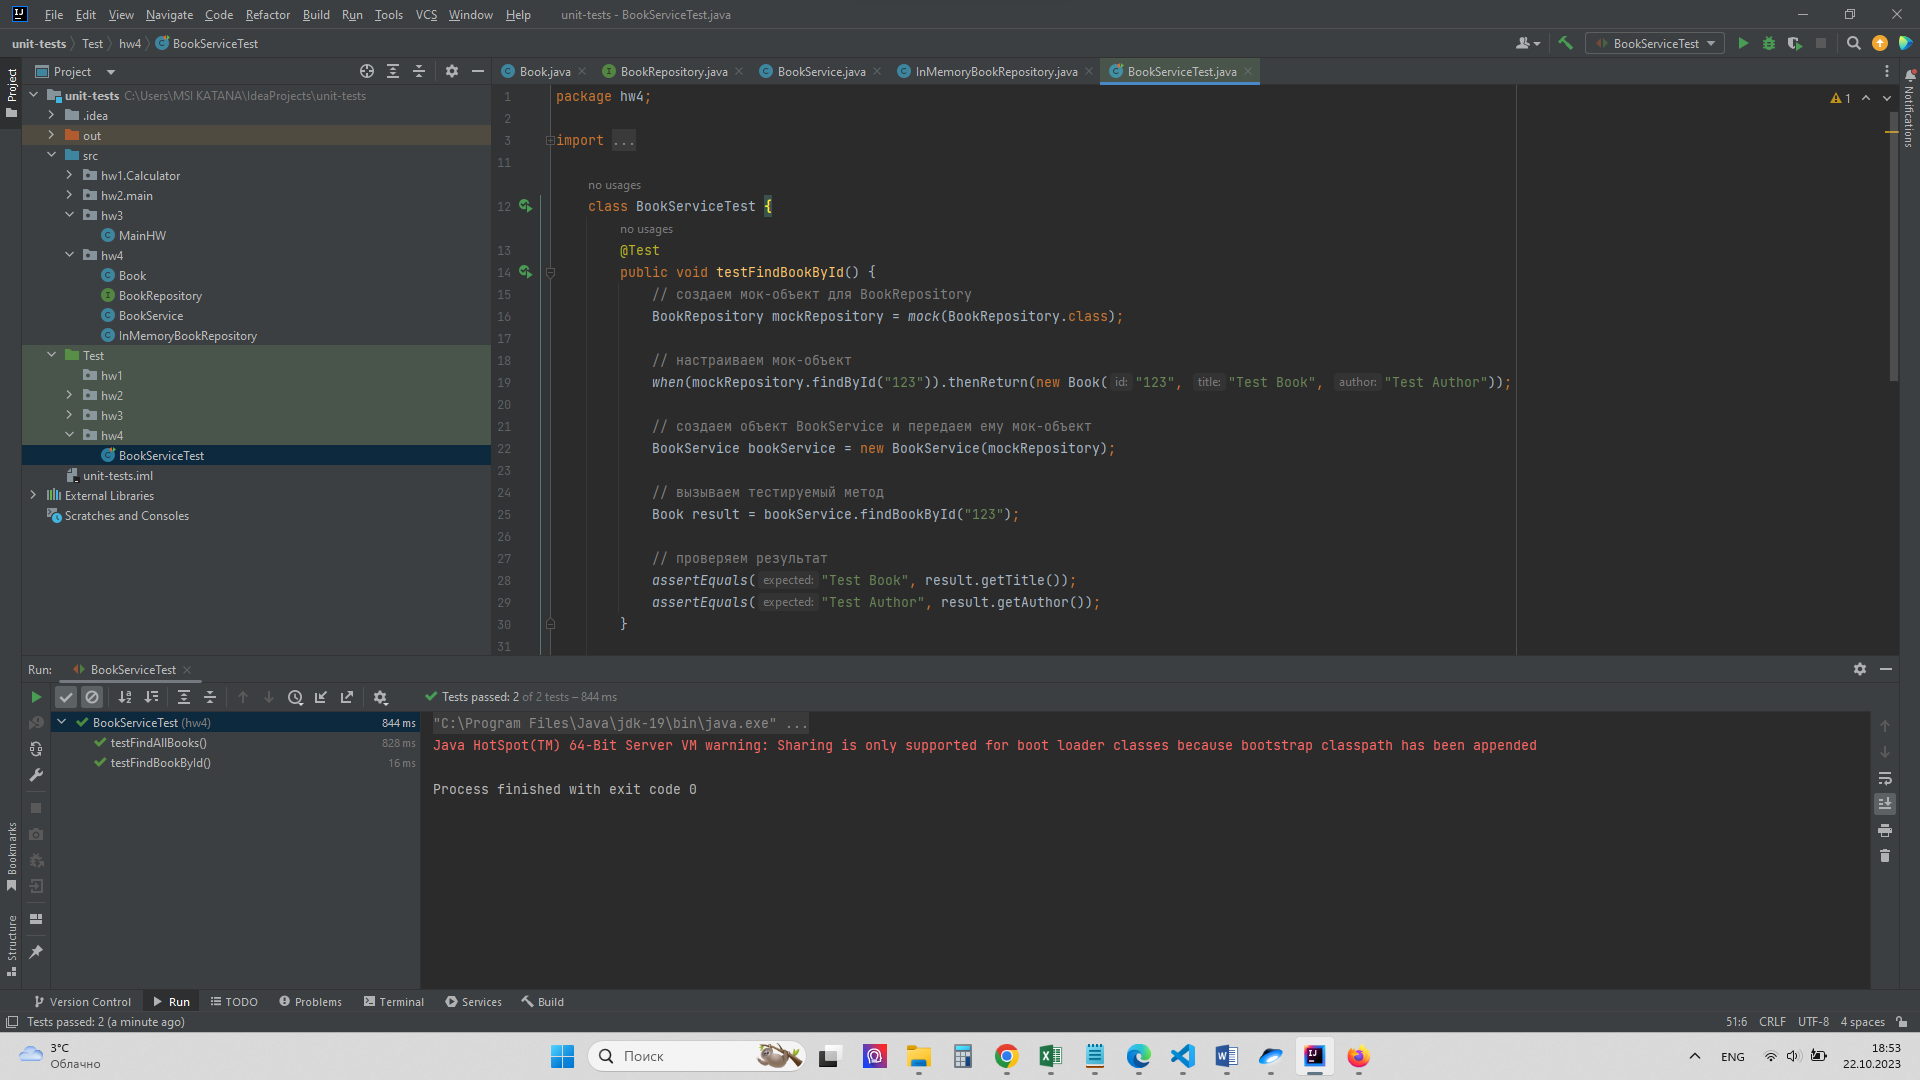 File Edit View Navigate Code Refactor Build Run Tools VCS Window Help unit-tests - BookServiceTest.java
unit-tests Test hw4 BookServiceTest
BookServiceTest
Project
Book.java BookRepository.java BookService.java InMemoryBookRepository.java BookServiceTest.java
Project
Notifications
unit-tests C:\Users\MSI KATANA\IdeaProjects\unit-tests
.idea
out
src
hw1.Calculator
hw2.main
hw3
MainHW
hw4
Book
BookRepository
BookService
InMemoryBookRepository
Test
hw1
hw2
hw3
hw4
BookServiceTest
unit-tests.iml
External Libraries
Scratches and Consoles
1
1 package hw4;
2
3 import ...
11
no usages
12 class BookServiceTest {
no usages
13 @Test
14 public void testFindBookById() {
15 // создаем мок-объект для BookRepository
16 BookRepository mockRepository = mock(BookRepository.class);
17
18 // настраиваем мок-объект
19 when(mockRepository.findById("123")).thenReturn(new Book( id: "123", title: "Test Book", author: "Test Author"));
20
21 // создаем объект BookService и передаем ему мок-объект
22 BookService bookService = new BookService(mockRepository);
23
24 // вызываем тестируемый метод
25 Book result = bookService.findBookById("123");
26
27 // проверяем результат
28 assertEquals( expected: "Test Book", result.getTitle());
29 assertEquals( expected: "Test Author", result.getAuthor());
30 }
31
Run: BookServiceTest
Tests passed: 2 of 2 tests – 844 ms
BookServiceTest (hw4) 844 ms
testFindAllBooks() 828 ms
testFindBookById() 16 ms
"C:\Program Files\Java\jdk-19\bin\java.exe" ...
Java HotSpot(TM) 64-Bit Server VM warning: Sharing is only supported for boot loader classes because bootstrap classpath has been appended
Process finished with exit code 0
Bookmarks
Structure
Version Control Run TODO Problems Terminal Services Build
Tests passed: 2 (a minute ago) 51:6 CRLF UTF-8 4 spaces
3°C
Облачно
Поиск
ENG
18:53
22.10.2023